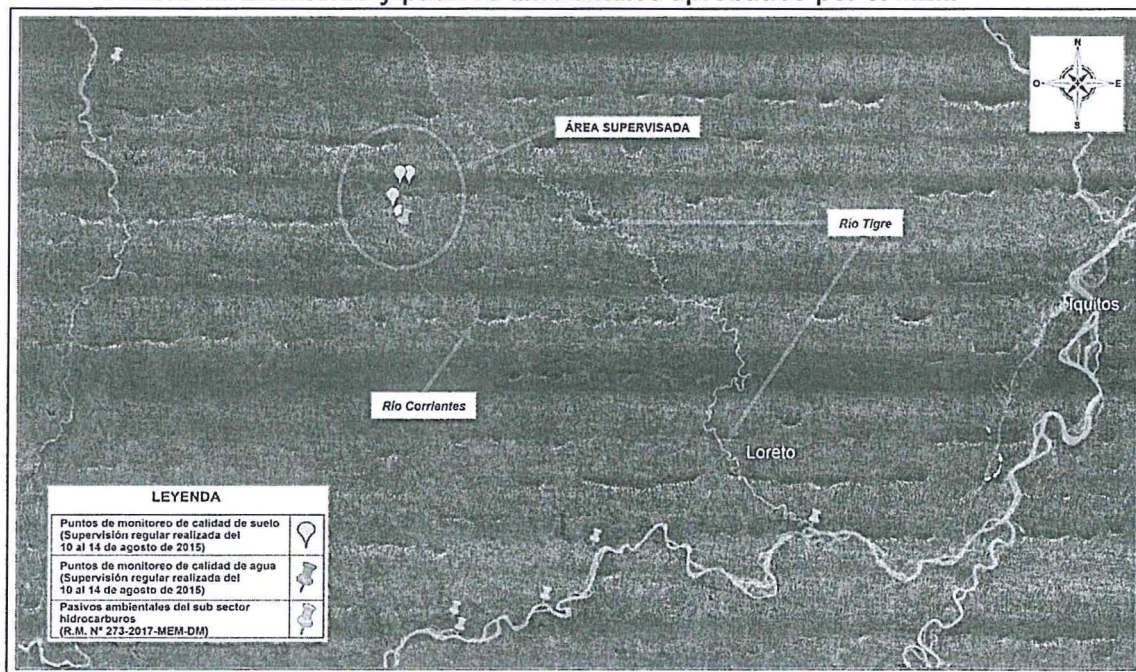 N
O
E
S
ÁREA SUPERVISADA
Río Tigre
Iquitos
Río Corrientes
Loreto
LEYENDA
Puntos de monitoreo de calidad de suelo
(Supervisión regular realizada del
10 al 14 de agosto de 2015)
Puntos de monitoreo de calidad de agua
(Supervisión regular realizada del
10 al 14 de agosto de 2015)
Pasivos ambientales del sub sector
hidrocarburos
(R.M. N° 273-2017-MEM-DM)